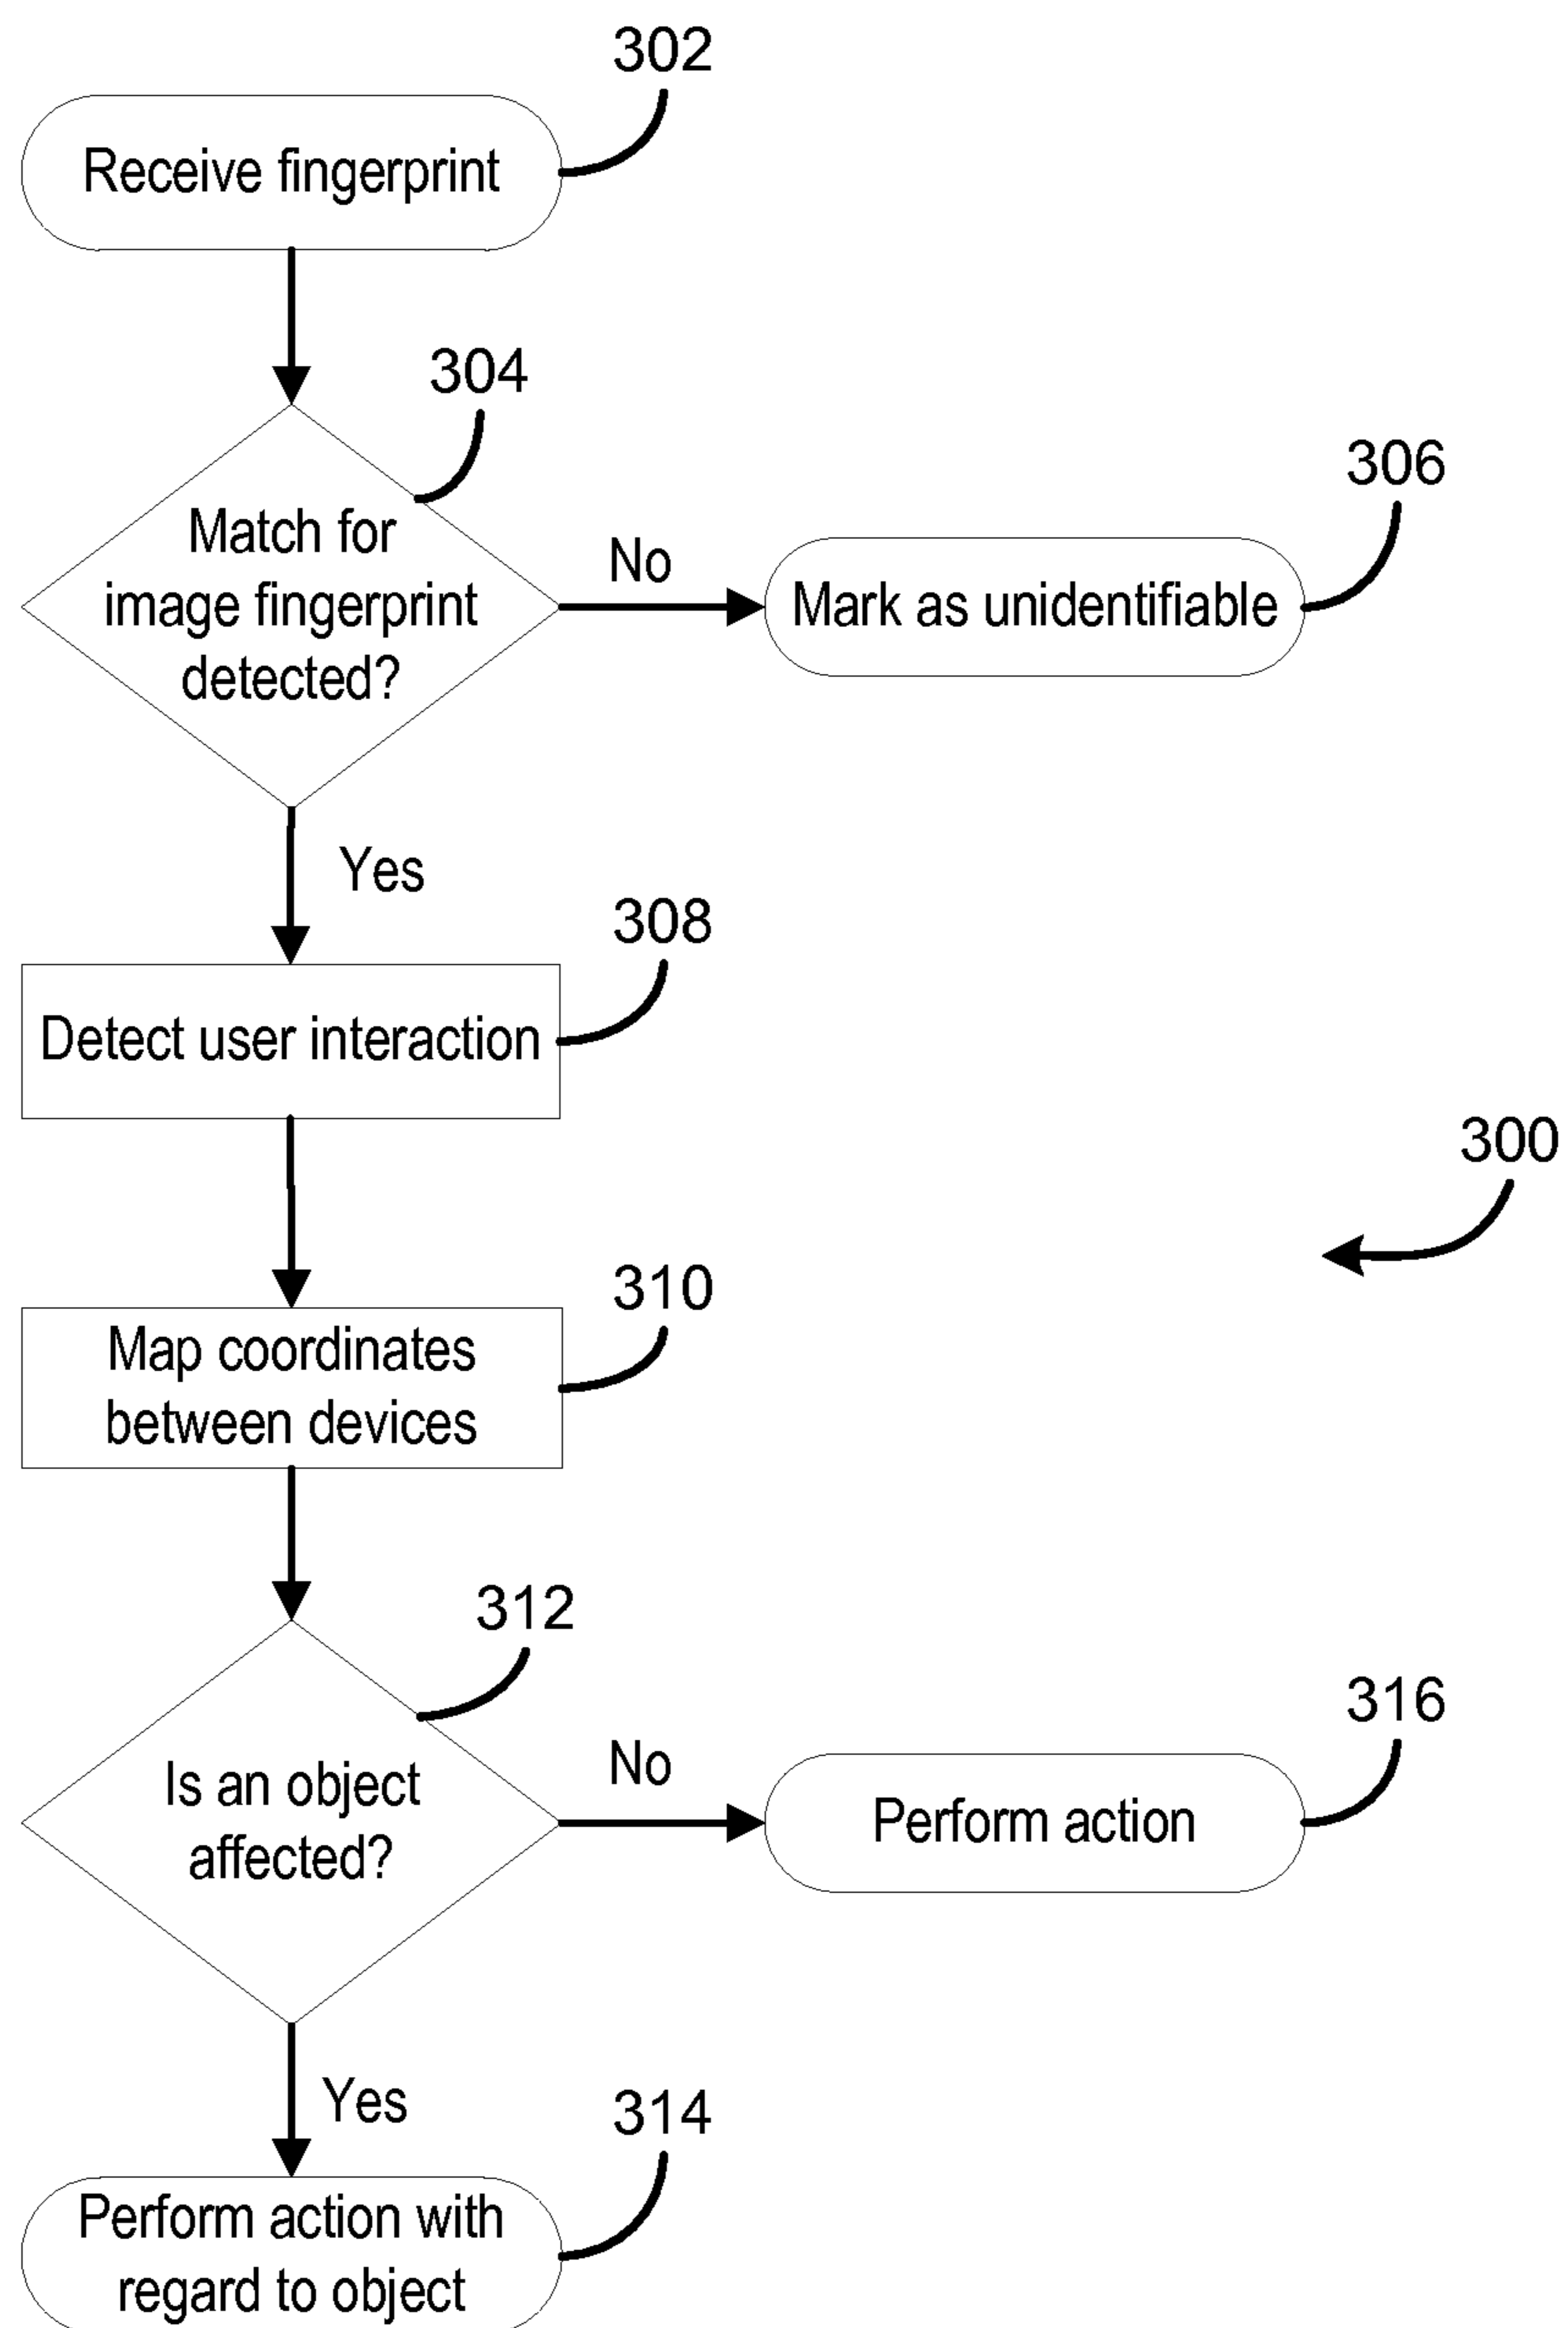 302
Receive fingerprint
304
Match for
image fingerprint
detected?
No
306
Mark as unidentifiable
Yes
308
Detect user interaction
300
310
Map coordinates
between devices
312
Is an object
affected?
No
316
Perform action
Yes
314
Perform action with
regard to object